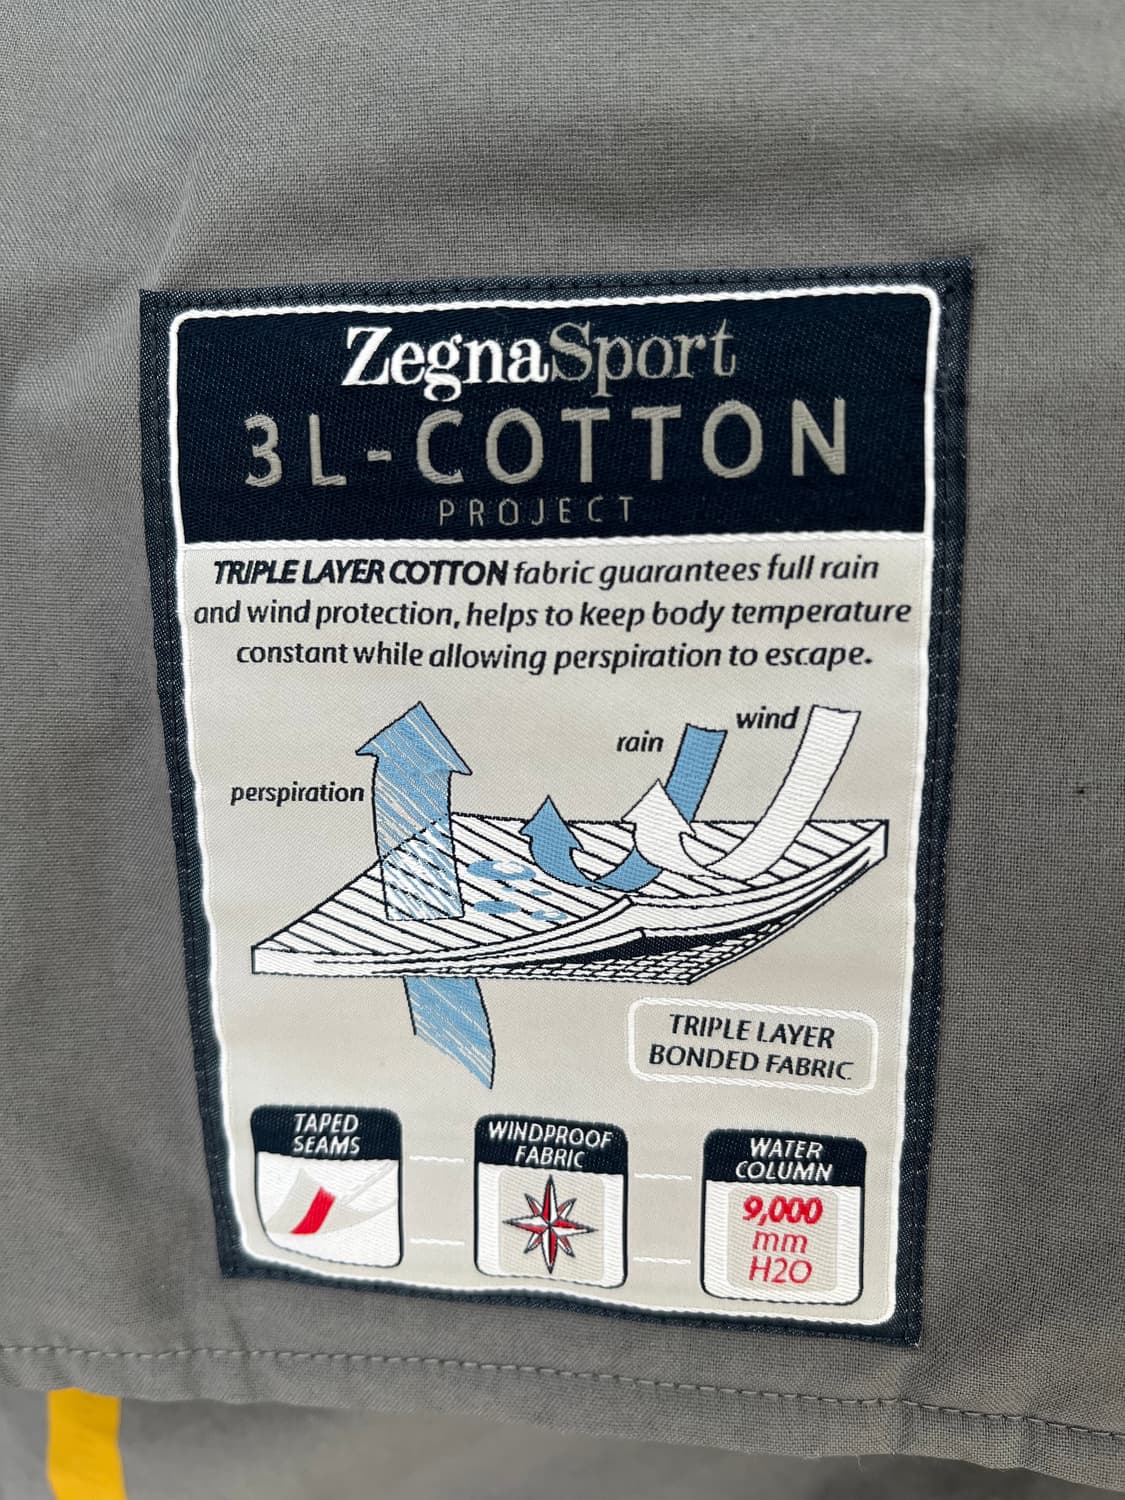 ZegnaSport
3L-COTTON
PROJECT
TRIPLE LAYER COTTON fabric guarantees full rain
and wind protection, helps to keep body temperature
constant while allowing perspiration to escape.
wind
rain
perspiration
TRIPLE LAYER
BONDED FABRIC
TAPED
SEAMS
WINDPROOF
FABRIC
WATER
COLUMN
9,000
mm
H2O